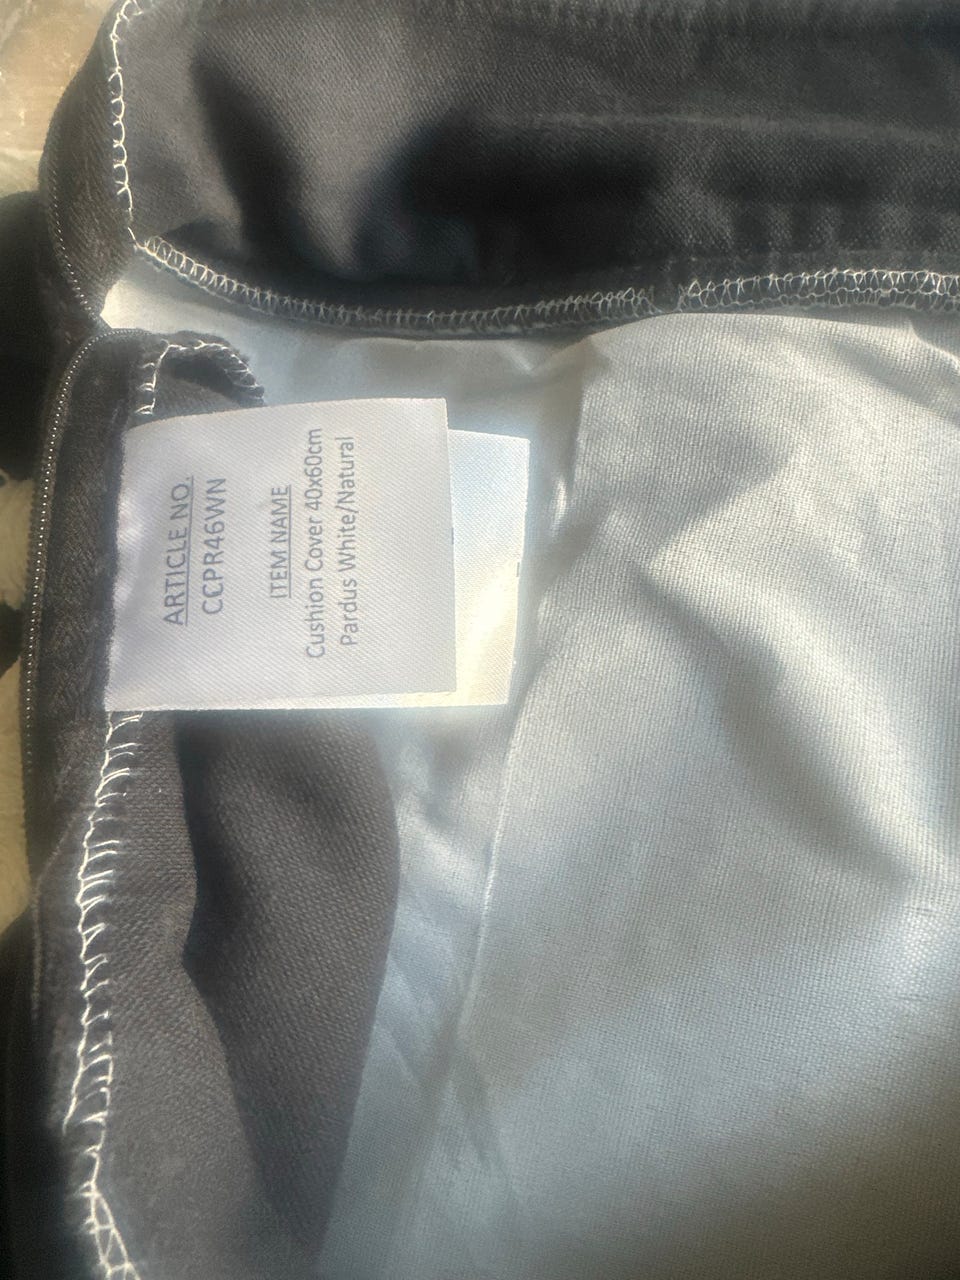 ARTICLE NO.
CCPR46WN
ITEM NAME
Cushion Cover 40x60cm
Pardus White/Natural